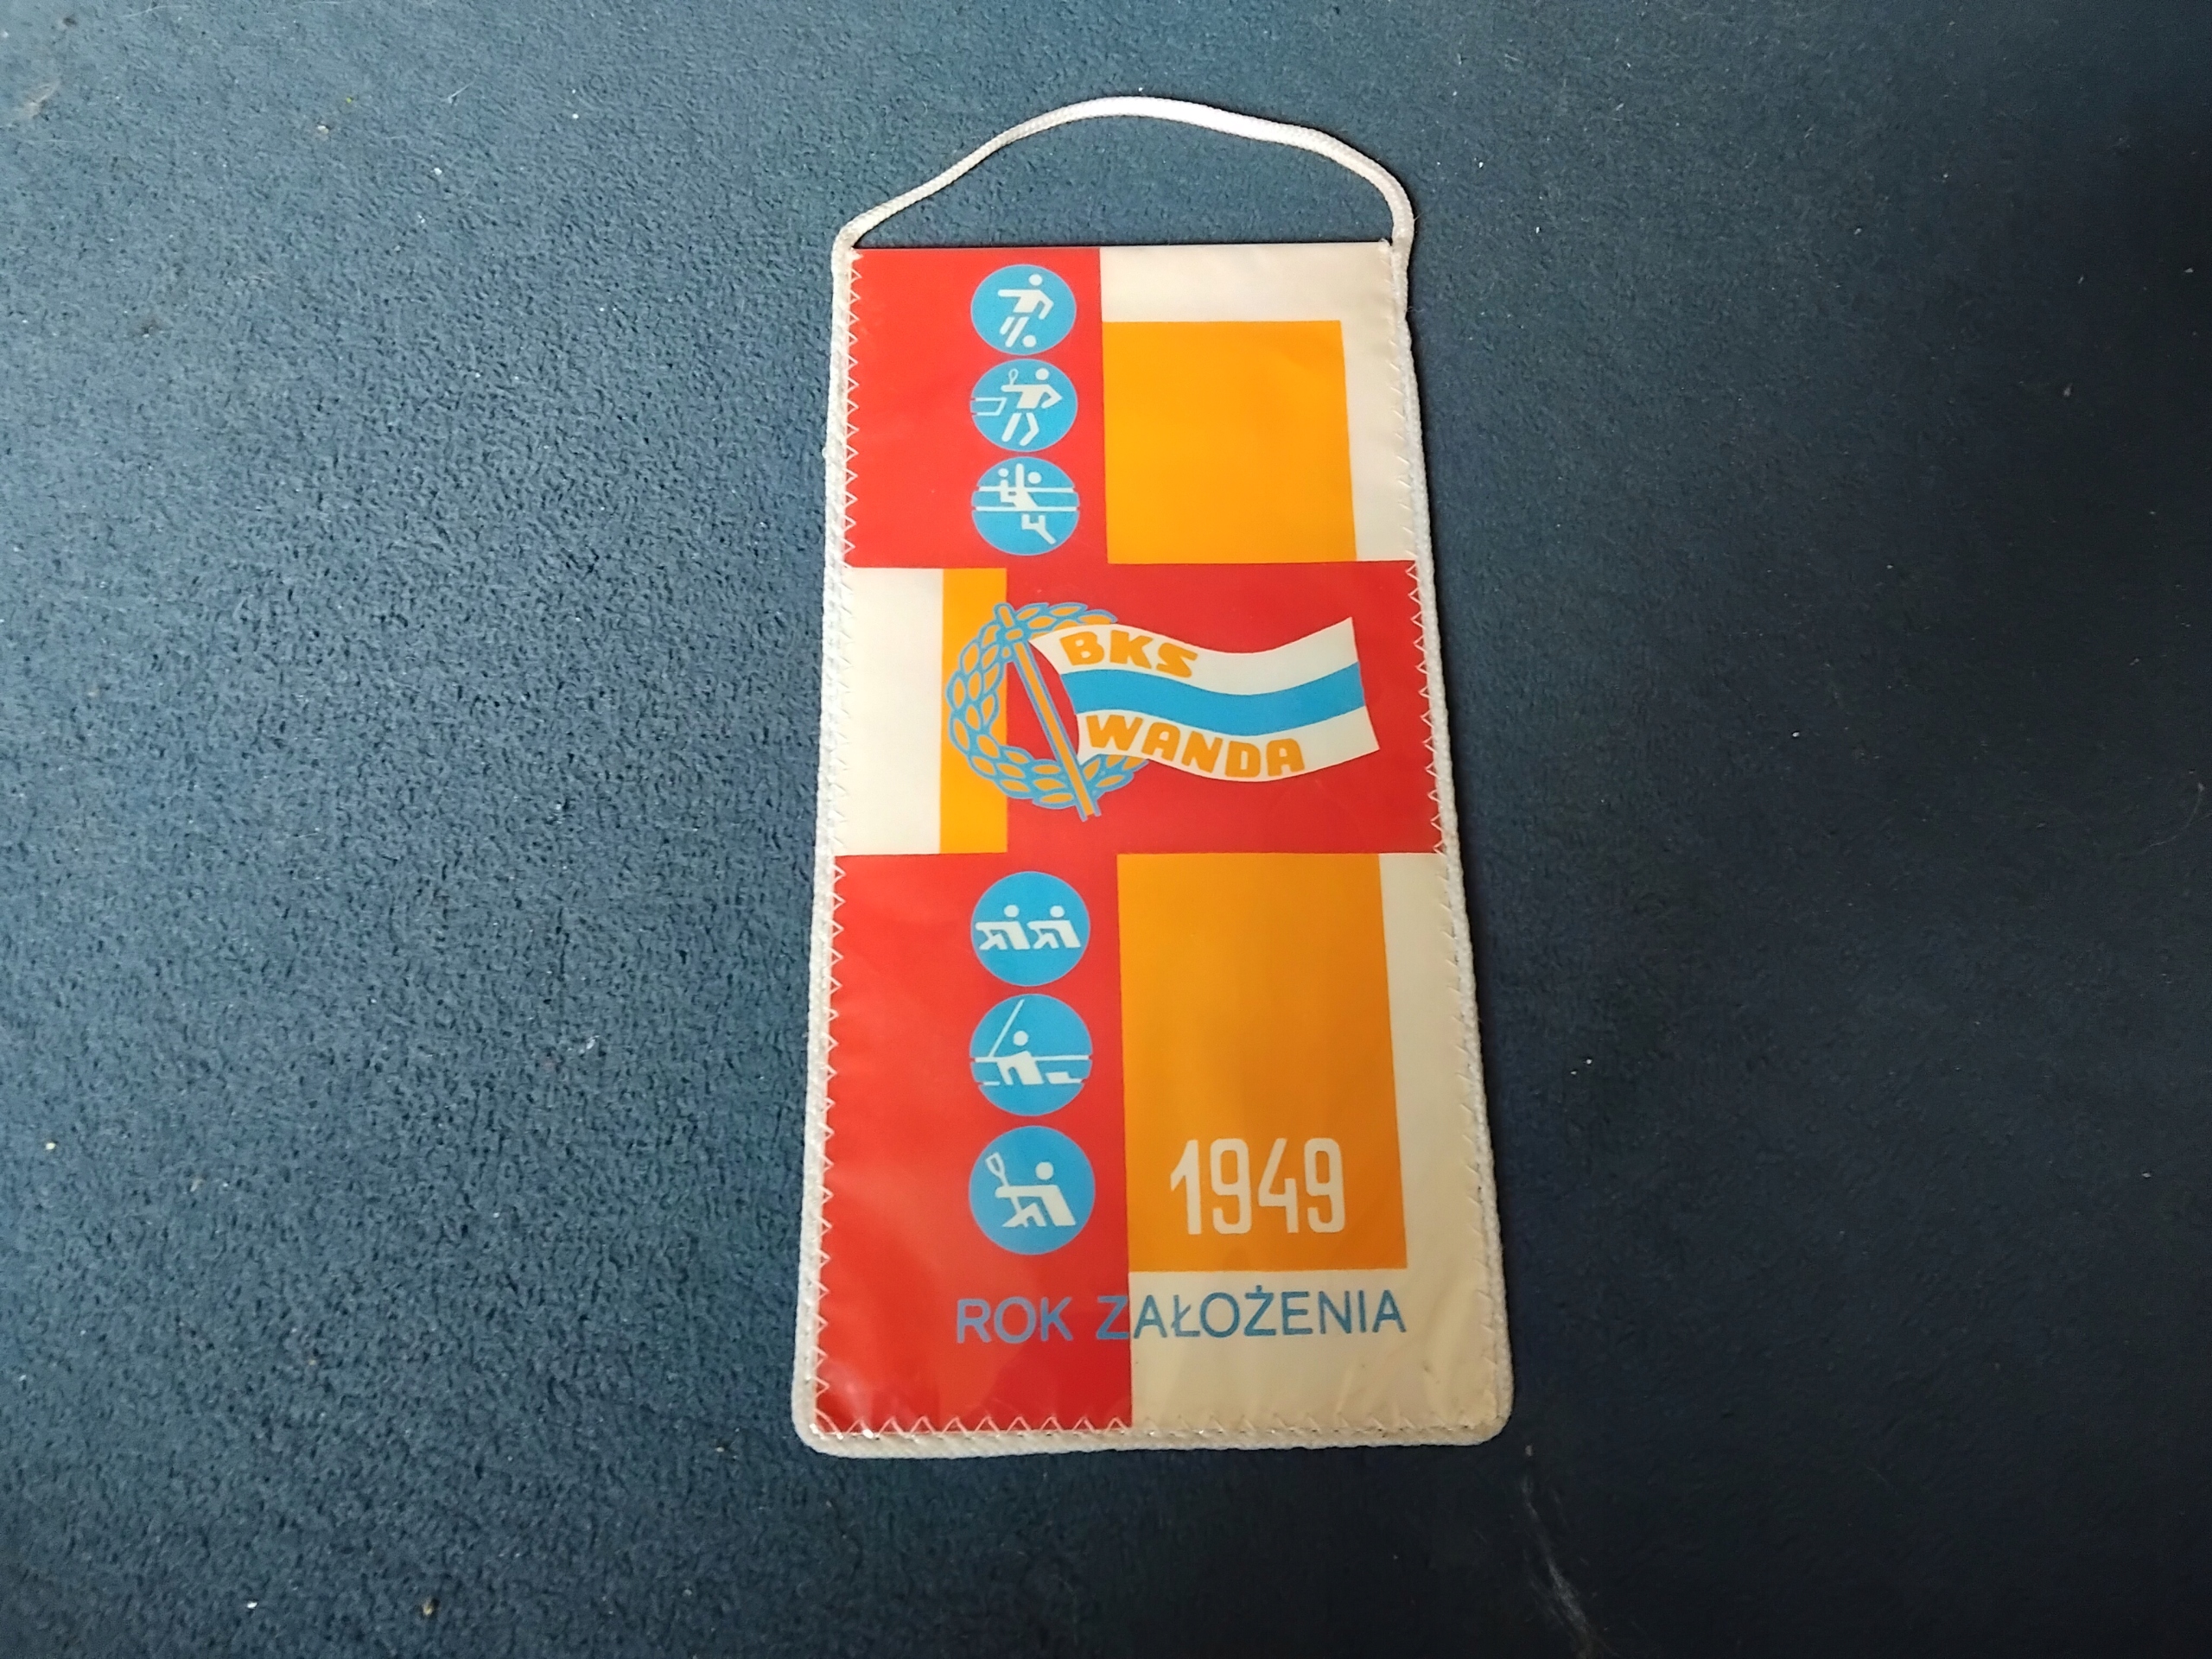 BKS
WANDA
1949
ROK ZAŁOŻENIA